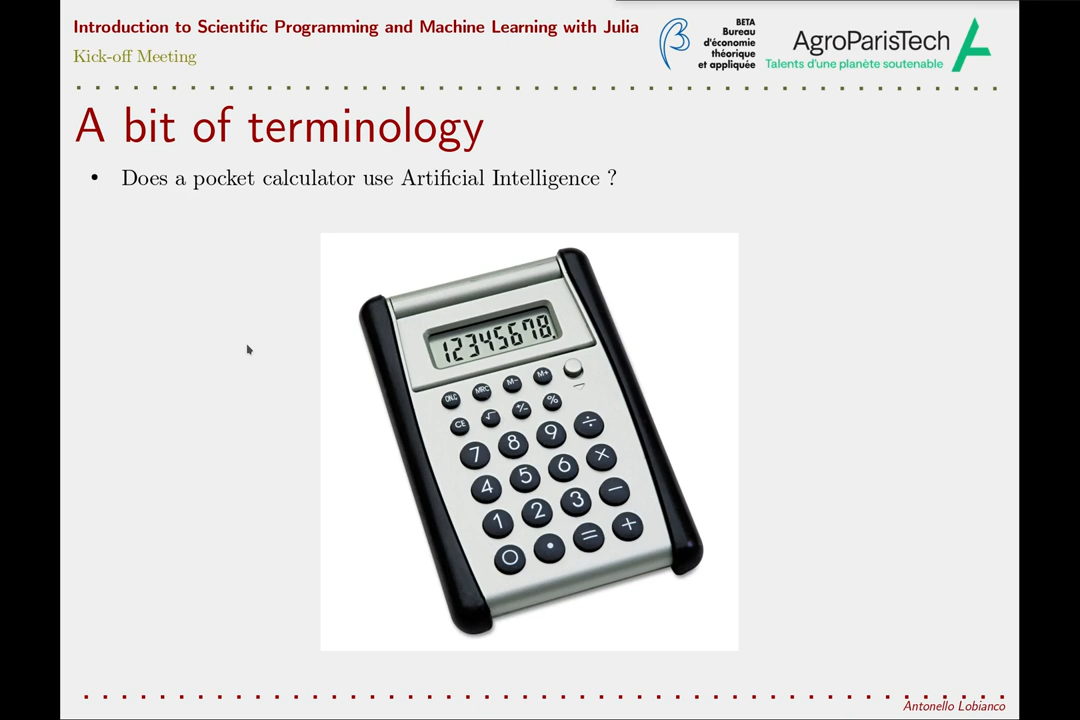 Introduction to Scientific Programming and Machine Learning with Julia
Kick-off Meeting
BETA
Bureau
d'économie
théorique
et appliquée
AgroParisTech
Talents d'une planète soutenable
A bit of terminology
• Does a pocket calculator use Artificial Intelligence ?
12345678.
ON/C MRC M− M+
CE √ +/− %
7 8 9 ÷
4 5 6 ×
1 2 3 −
0 • = +
Antonello Lobianco